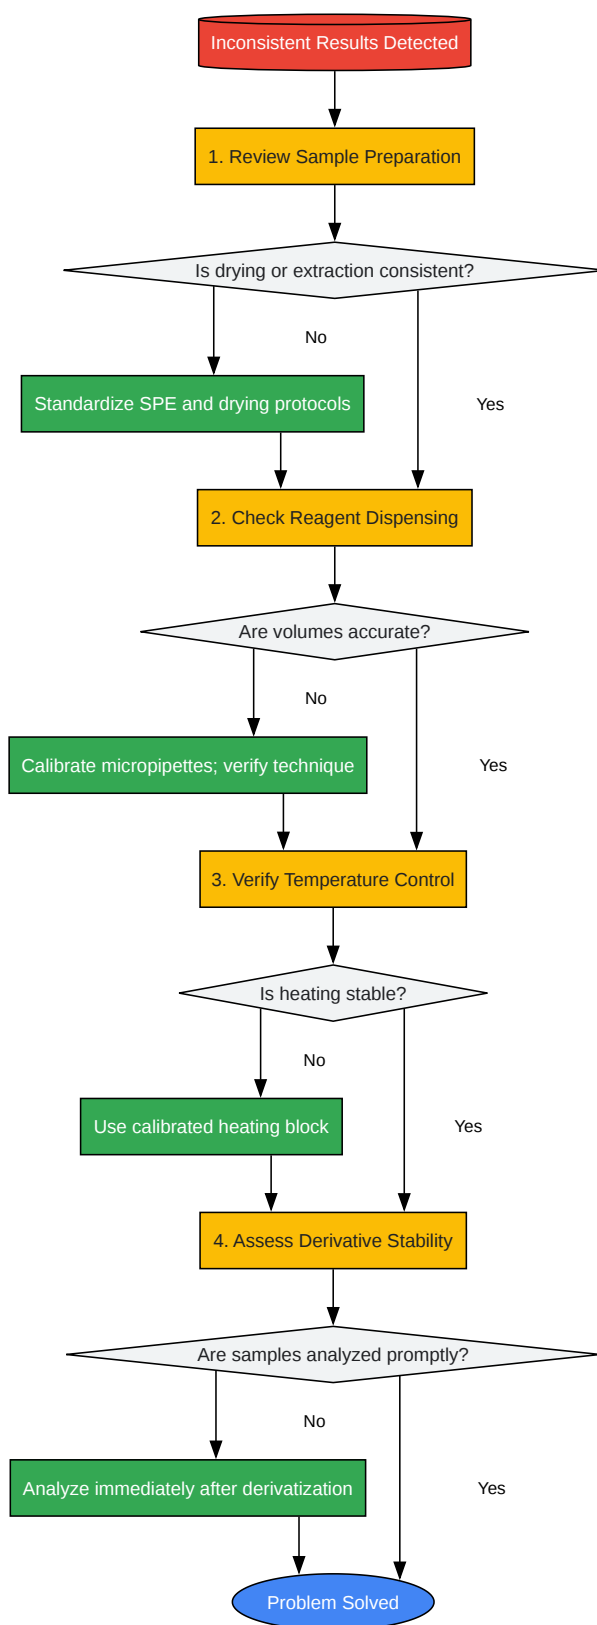 Inconsistent Results Detected
1. Review Sample Preparation
Is drying or extraction consistent?
No
Standardize SPE and drying protocols
Yes
2. Check Reagent Dispensing
Are volumes accurate?
No
Calibrate micropipettes; verify technique
Yes
3. Verify Temperature Control
Is heating stable?
No
Use calibrated heating block
Yes
4. Assess Derivative Stability
Are samples analyzed promptly?
No
Analyze immediately after derivatization
Yes
Problem Solved